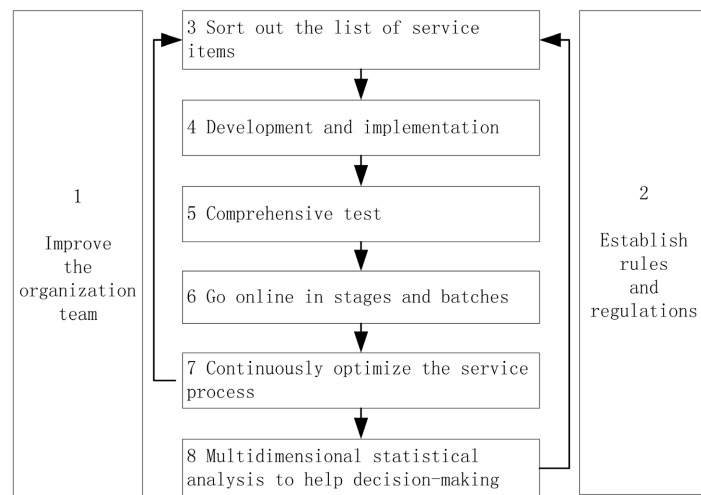 1
Improve
the
organization
team
3 Sort out the list of service
items
4 Development and implementation
5 Comprehensive test
6 Go online in stages and batches
7 Continuously optimize the service
process
8 Multidimensional statistical
analysis to help decision-making
2
Establish
rules
and
regulations